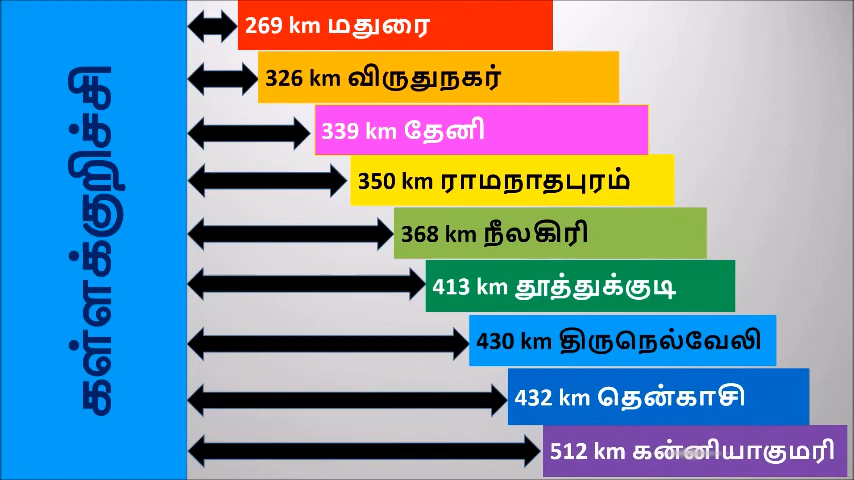 கள்ளக்குறிச்சி
269 km மதுரை
326 km விருதுநகர்
339 km தேனி
350 km ராமநாதபுரம்
368 km நீலகிரி
413 km தூத்துக்குடி
430 km திருநெல்வேலி
432 km தென்காசி
512 km கன்னியாகுமரி